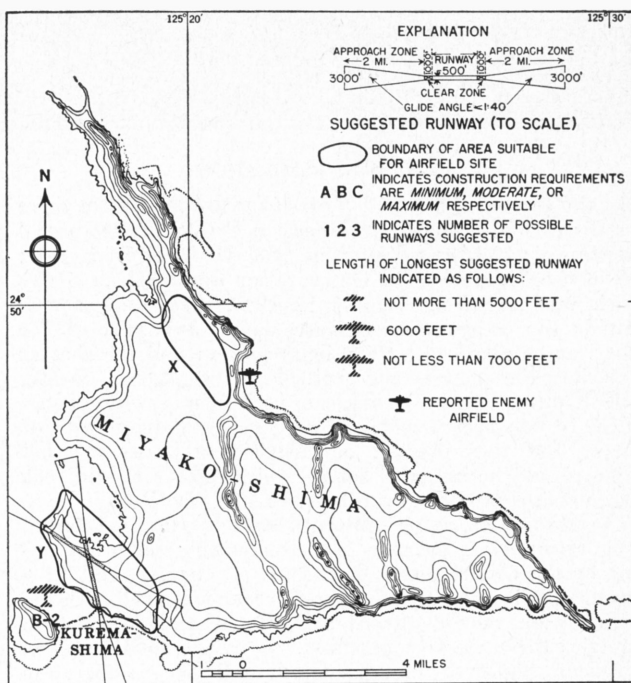 125° 20'
125° 30'
EXPLANATION
APPROACH ZONE
2 MI.
RUNWAY
500'
APPROACH ZONE
2 MI.
3000'
3000'
CLEAR ZONE
GLIDE ANGLE<1:40
SUGGESTED RUNWAY (TO SCALE)
BOUNDARY OF AREA SUITABLE
FOR AIRFIELD SITE
A B C
INDICATES CONSTRUCTION REQUIREMENTS
ARE MINIMUM, MODERATE, OR
MAXIMUM RESPECTIVELY
1 2 3
INDICATES NUMBER OF POSSIBLE
RUNWAYS SUGGESTED
LENGTH OF LONGEST SUGGESTED RUNWAY
INDICATED AS FOLLOWS:
NOT MORE THAN 5000 FEET
6000 FEET
NOT LESS THAN 7000 FEET
REPORTED ENEMY
AIRFIELD
N
24°
50'
X
MIYAKO-SHIMA
Y
B-2
KUREMA-
SHIMA
1 0 4 MILES